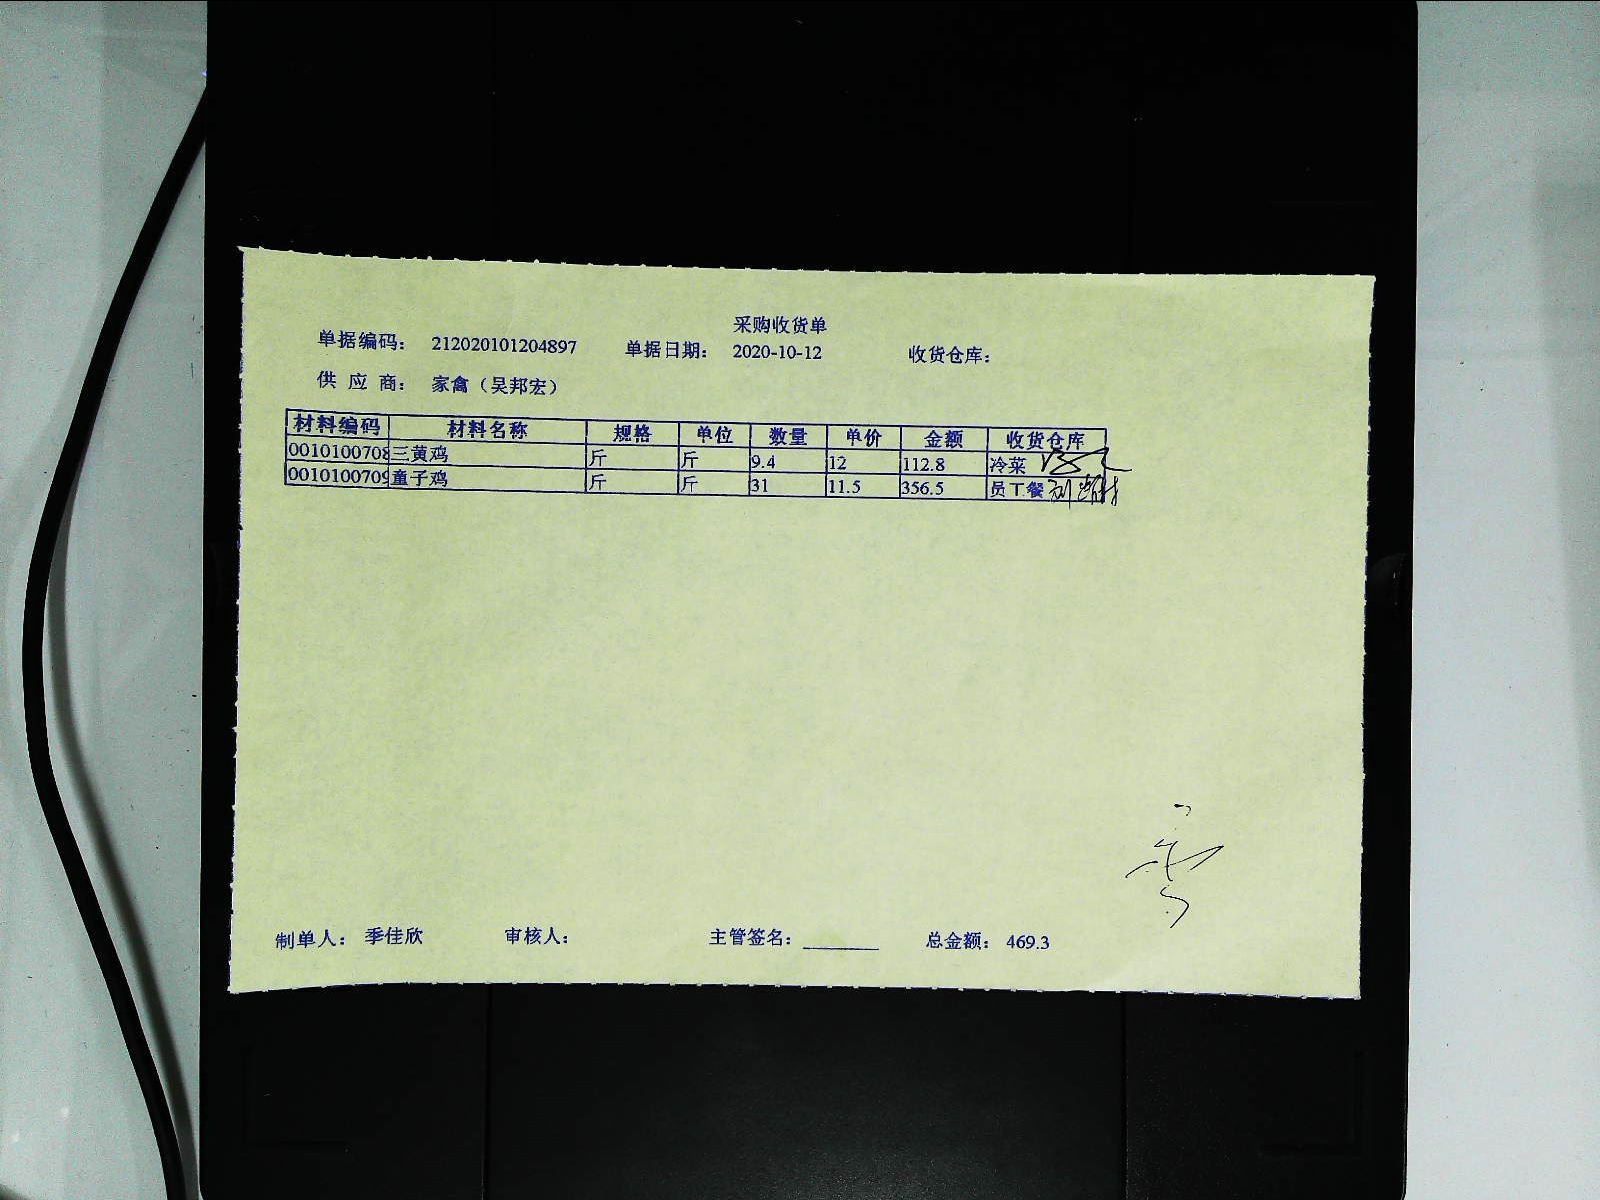 采购收货单
单据编码： 212020101204897 单据日期： 2020-10-12 收货仓库：
供 应 商： 家禽（吴邦宏）
材料编码 材料名称 规格 单位 数量 单价 金额 收货仓库
0010100708 三黄鸡 斤 斤 9.4 12 112.8 冷菜
0010100709 童子鸡 斤 斤 31 11.5 356.5 员工餐
制单人： 季佳欣 审核人： 主管签名： 总金额： 469.3